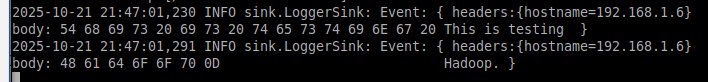 2025-10-21 21:47:01,230 INFO sink.LoggerSink: Event: { headers:{hostname=192.168.1.6}
body: 54 68 69 73 20 69 73 20 74 65 73 74 69 6E 67 20 This is testing  }
2025-10-21 21:47:01,291 INFO sink.LoggerSink: Event: { headers:{hostname=192.168.1.6}
body: 48 61 64 6F 6F 70 0D                            Hadoop. }